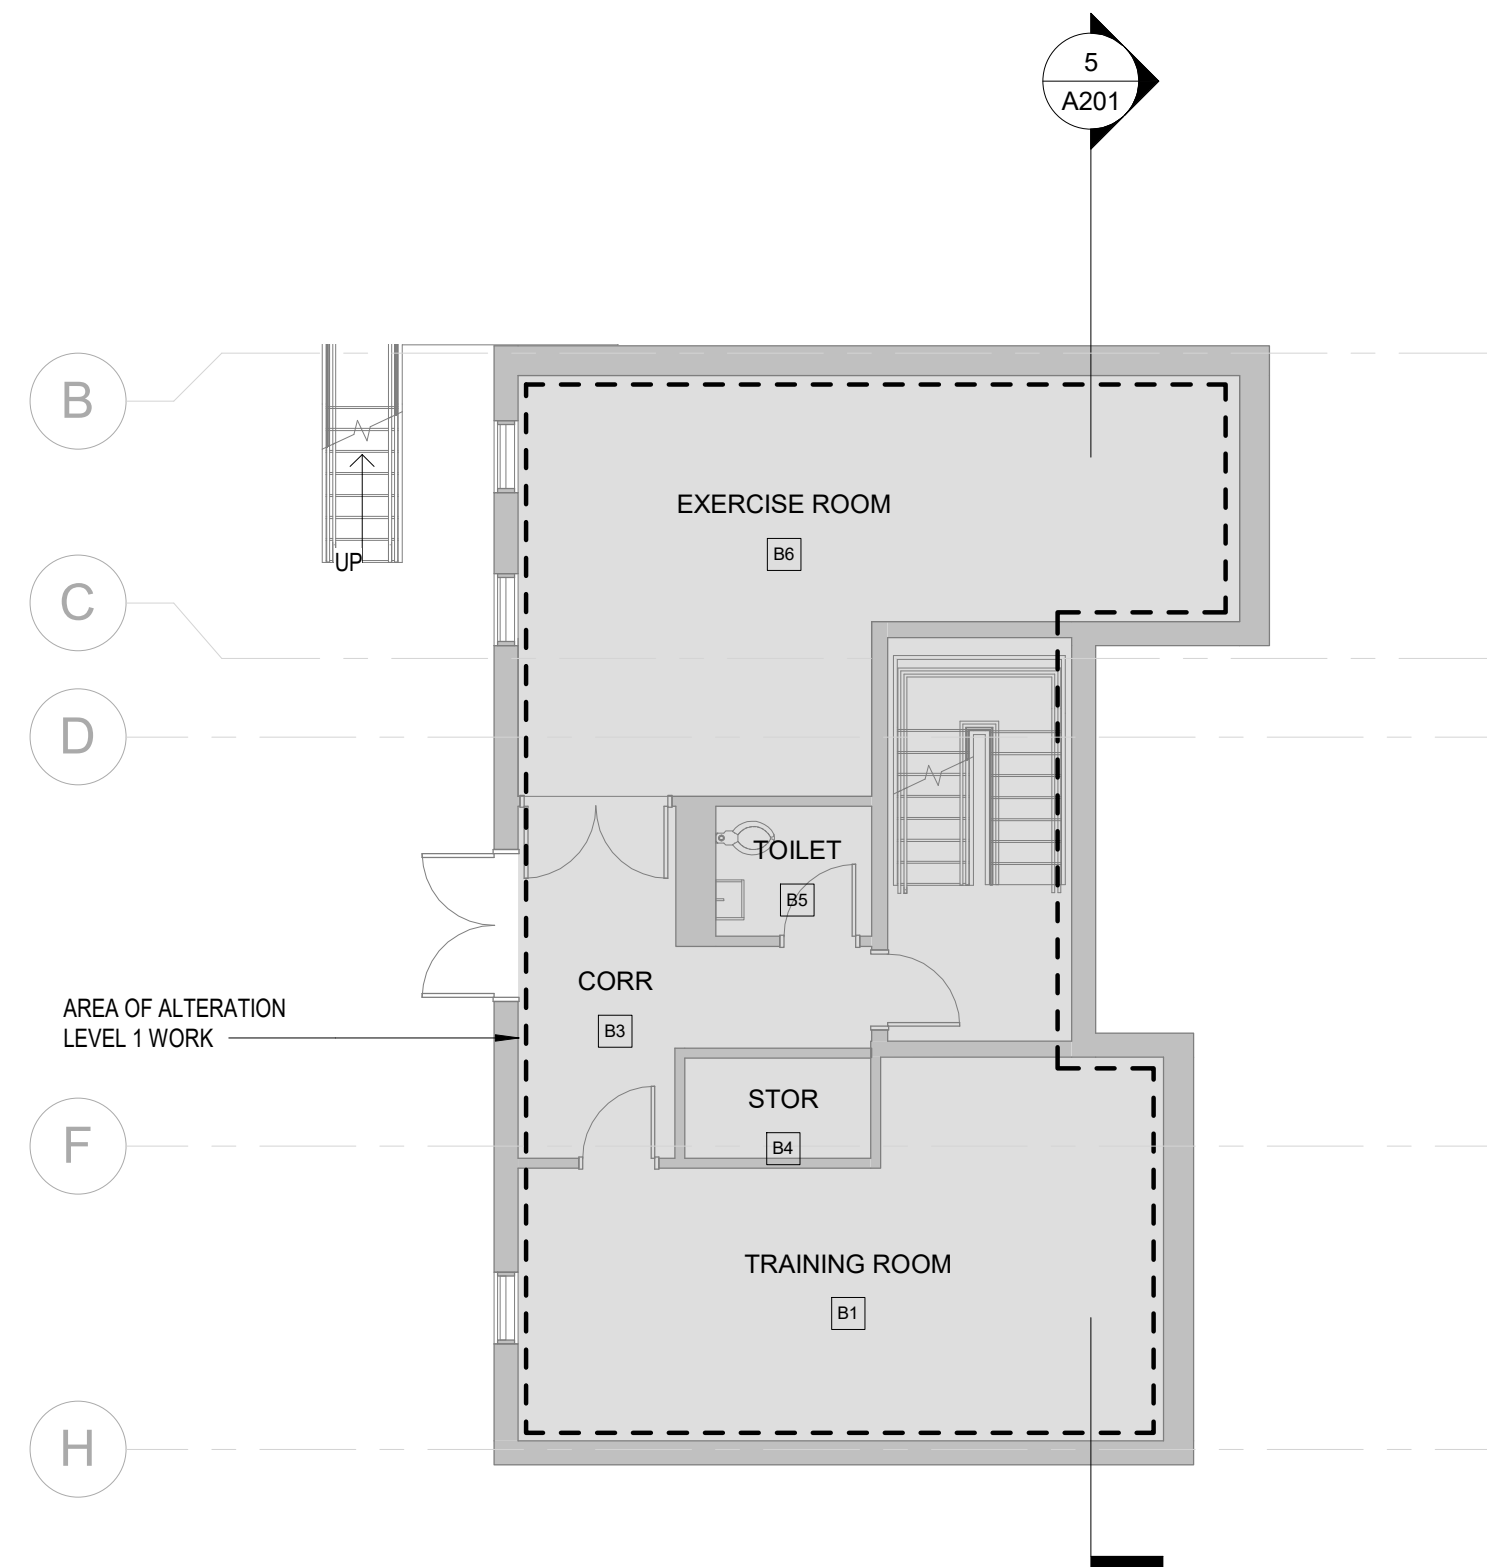 5
A201
B
UP
EXERCISE ROOM
B6
C
D
TOILET
B5
CORR
B3
AREA OF ALTERATION
LEVEL 1 WORK
STOR
B4
F
TRAINING ROOM
B1
H